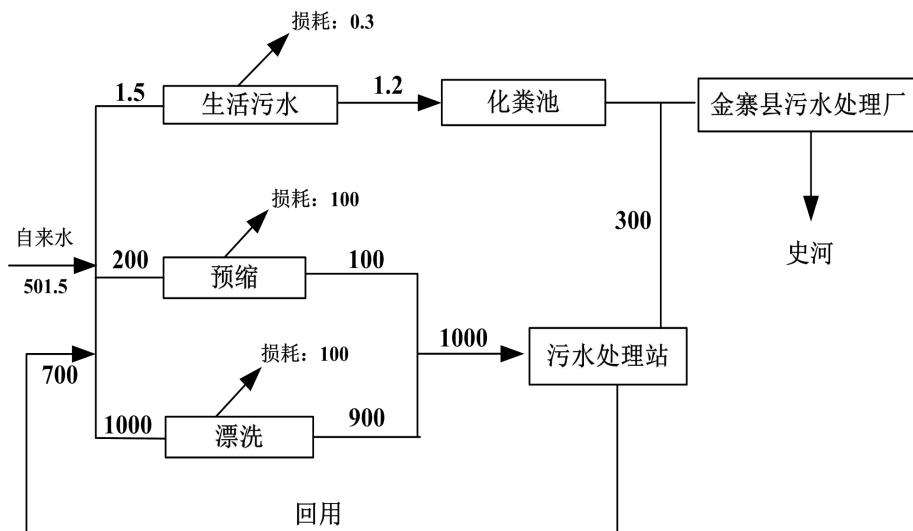 损耗：0.3
1.5
生活污水
1.2
化粪池
金寨县污水处理厂
损耗：100
300
自来水
501.5
200
预缩
100
史河
1000
污水处理站
损耗：100
700
1000
漂洗
900
回用